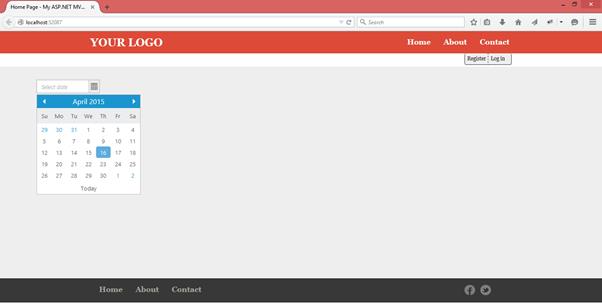 Home Page - My ASP.NET MV...
localhost:52087
Search
YOUR LOGO
Home About Contact
Register Log in
Select date
April 2015
Su Mo Tu We Th Fr Sa
29 30 31 1 2 3 4
5 6 7 8 9 10 11
12 13 14 15 16 17 18
19 20 21 22 23 24 25
26 27 28 29 30 1 2
Today
Home About Contact